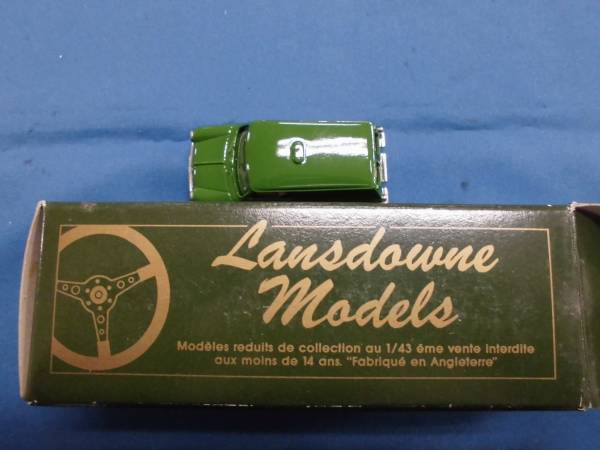 Lansdowne
Models
Modèles reduits de collection au 1/43 éme vente interdite
aux moins de 14 ans. "Fabriqué en Angleterre"